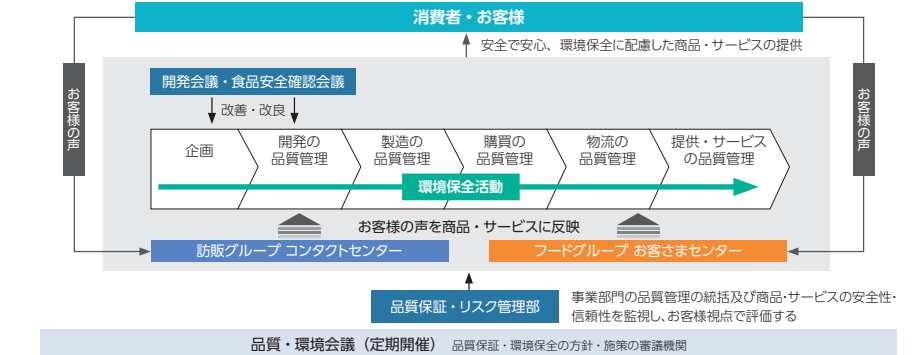 消費者・お客様
安全で安心、環境保全に配慮した商品・サービスの提供
お客様の声
お客様の声
開発会議・食品安全確認会議
改善・改良
企画
開発の
品質管理
製造の
品質管理
購買の
品質管理
物流の
品質管理
提供・サービス
の品質管理
環境保全活動
お客様の声を商品・サービスに反映
訪販グループ コンタクトセンター
フードグループ お客さまセンター
品質保証・リスク管理部
事業部門の品質管理の統括及び商品・サービスの安全性・
信頼性を監視し、お客様視点で評価する
品質・環境会議（定期開催） 品質保証・環境保全の方針・施策の審議機関